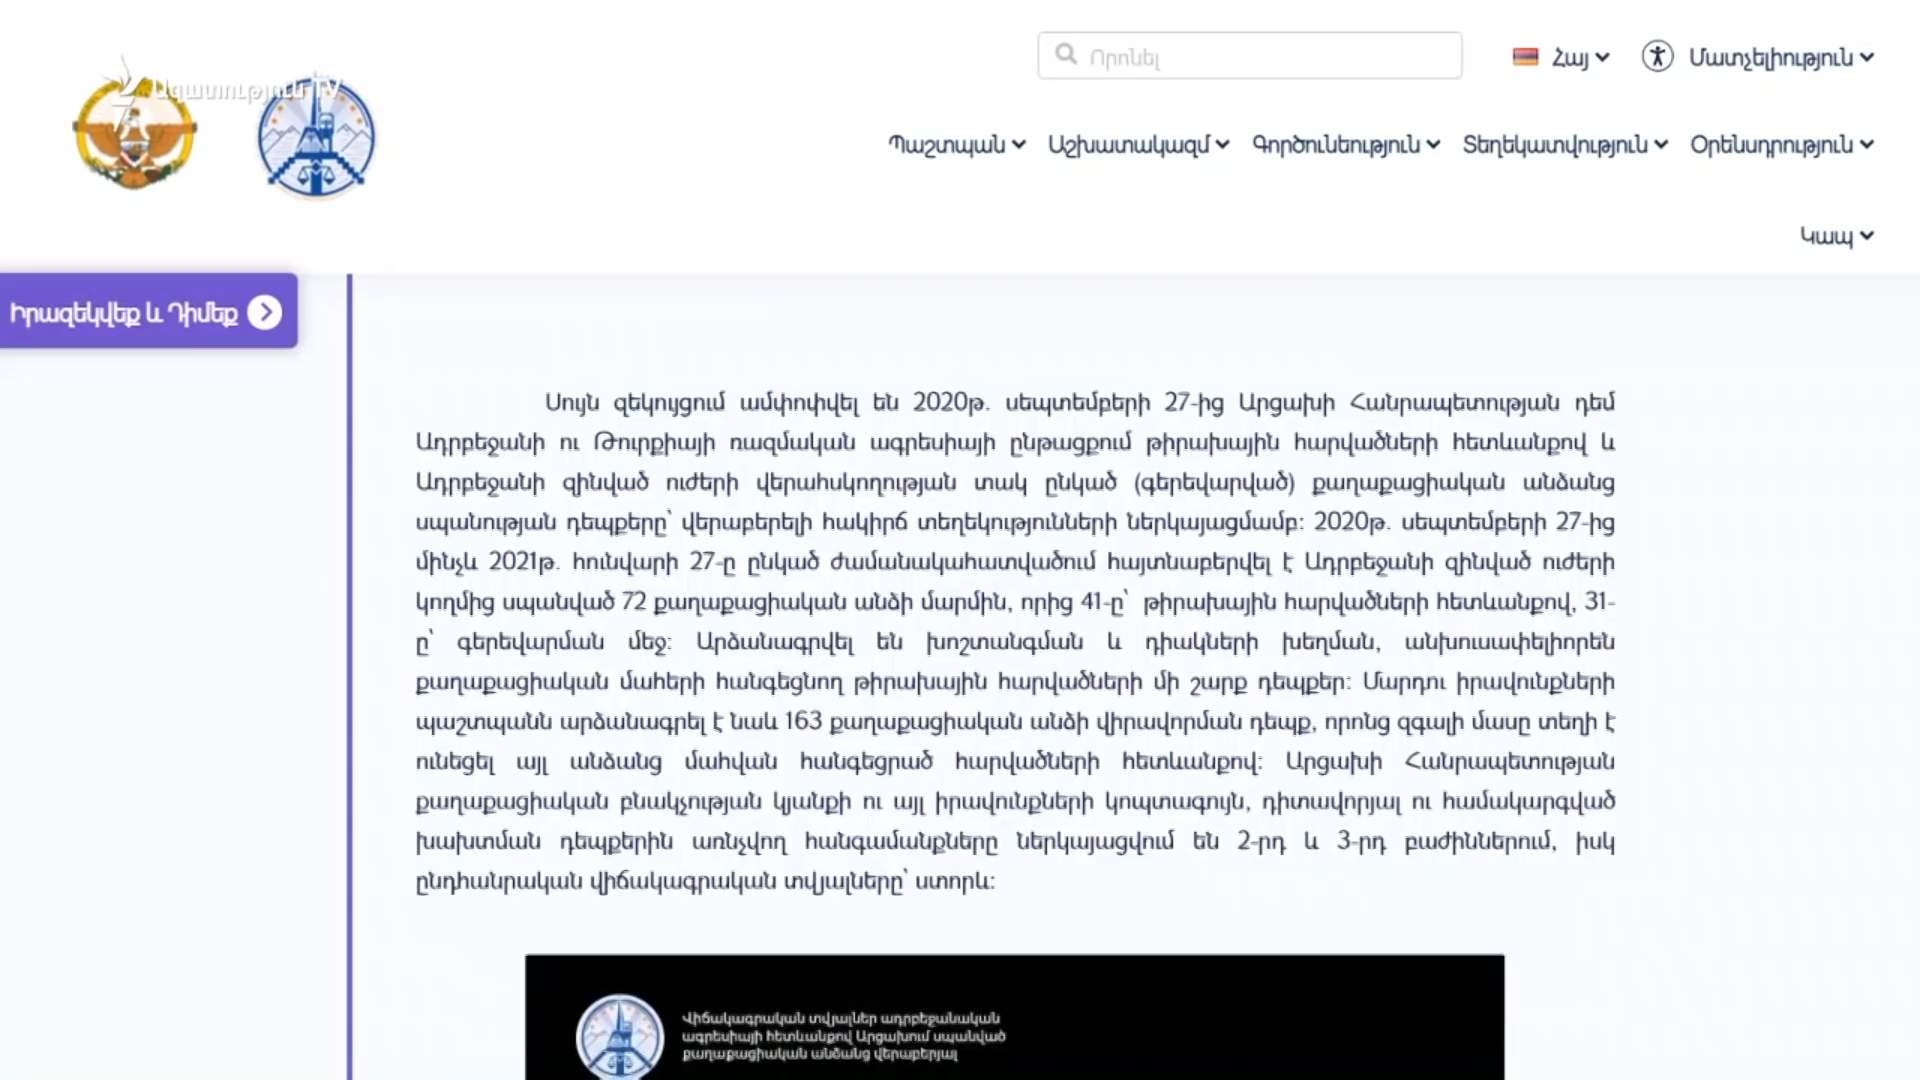 Որոնել
Հայ
Մատչելիություն
Ազատություն TV
Պաշտպան Աշխատակազմ Գործունեություն Տեղեկատվություն Օրենսդրություն
Կապ
Իրազեկվեք և Դիմեք
Սույն զեկույցում ամփոփվել են 2020թ. սեպտեմբերի 27-ից Արցախի Հանրապետության դեմ
Ադրբեջանի ու Թուրքիայի ռազմական ագրեսիայի ընթացքում թիրախային հարվածների հետևանքով և
Ադրբեջանի զինված ուժերի վերահսկողության տակ ընկած (գերեվարված) քաղաքացիական անձանց
սպանության դեպքերը՝ վերաբերելի հակիրճ տեղեկությունների ներկայացմամբ: 2020թ. սեպտեմբերի 27-ից
մինչև 2021թ. հունվարի 27-ը ընկած ժամանակահատվածում հայտնաբերվել է Ադրբեջանի զինված ուժերի
կողմից սպանված 72 քաղաքացիական անձի մարմին, որից 41-ը՝ թիրախային հարվածների հետևանքով, 31-
ը՝ գերեվարման մեջ: Արձանագրվել են խոշտանգման և դիակների խեղման, անխուսափելիորեն
քաղաքացիական մահերի հանգեցնող թիրախային հարվածների մի շարք դեպքեր: Մարդու իրավունքների
պաշտպանն արձանագրել է նաև 163 քաղաքացիական անձի վիրավորման դեպք, որոնց զգալի մասը տեղի է
ունեցել այլ անձանց մահվան հանգեցրած հարվածների հետևանքով: Արցախի Հանրապետության
քաղաքացիական բնակչության կյանքի ու այլ իրավունքների կոպտագույն, դիտավորյալ ու համակարգված
խախտման դեպքերին առնչվող հանգամանքները ներկայացվում են 2-րդ և 3-րդ բաժիններում, իսկ
ընդհանրական վիճակագրական տվյալները՝ ստորև:
Վիճակագրական տվյալներ ադրբեջանական
ագրեսիայի հետևանքով Արցախում սպանված
քաղաքացիական անձանց վերաբերյալ